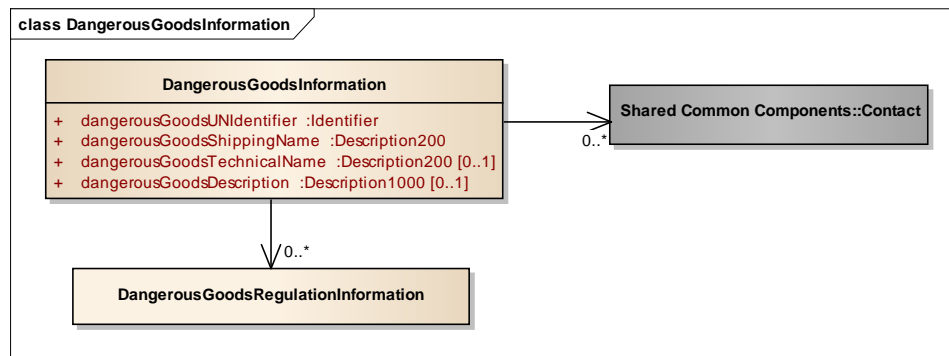 class DangerousGoodsInformation
DangerousGoodsInformation
+ dangerousGoodsUNIdentifier :Identifier
+ dangerousGoodsShippingName :Description200
+ dangerousGoodsTechnicalName :Description200 [0..1]
+ dangerousGoodsDescription :Description1000 [0..1]
Shared Common Components::Contact
0..*
0..*
DangerousGoodsRegulationInformation